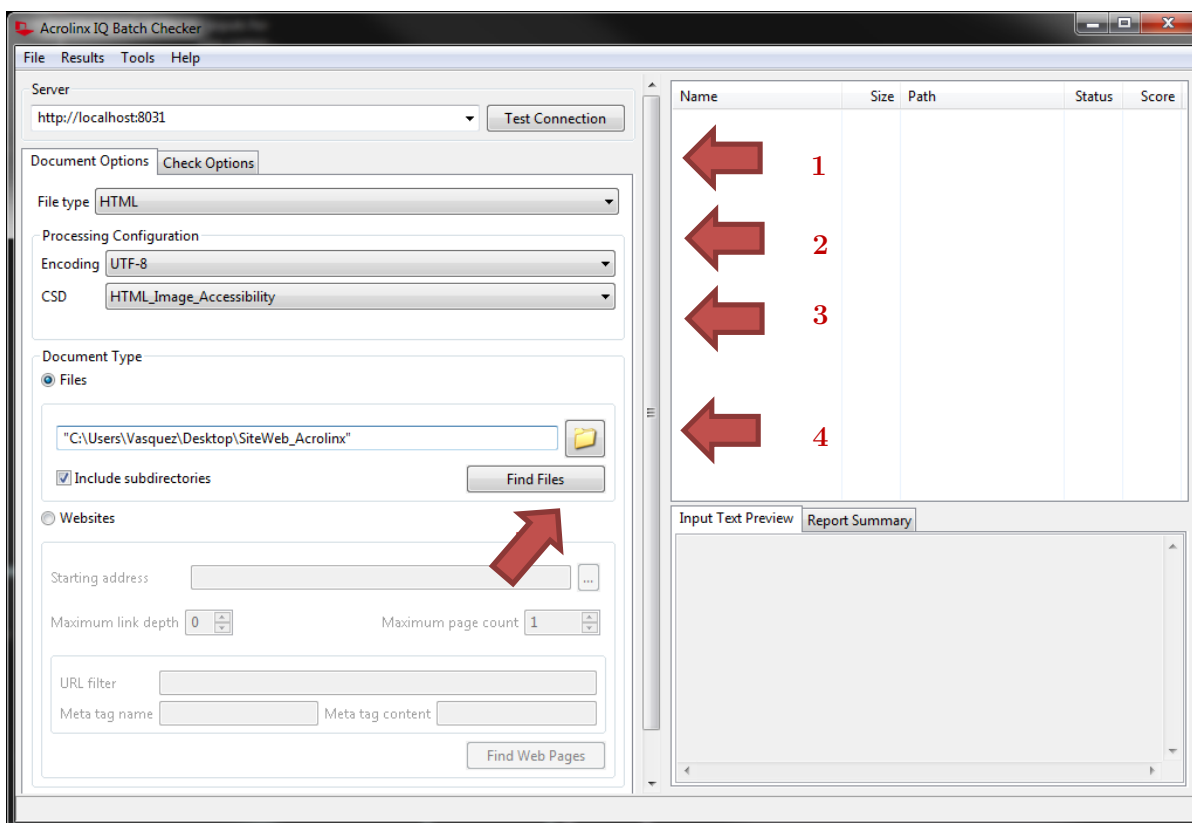 Acrolinx IQ Batch Checker
File Results Tools Help
Server
http://localhost:8031
Test Connection
Document Options
Check Options
File type
HTML
Processing Configuration
Encoding
UTF-8
CSD
HTML_Image_Accessibility
Document Type
Files
"C:\Users\Vasquez\Desktop\SiteWeb_Acrolinx"
Include subdirectories
Find Files
Websites
Starting address
...
Maximum link depth
0
Maximum page count
1
URL filter
Meta tag name
Meta tag content
Find Web Pages
Name Size Path Status Score
1
2
3
4
Input Text Preview
Report Summary